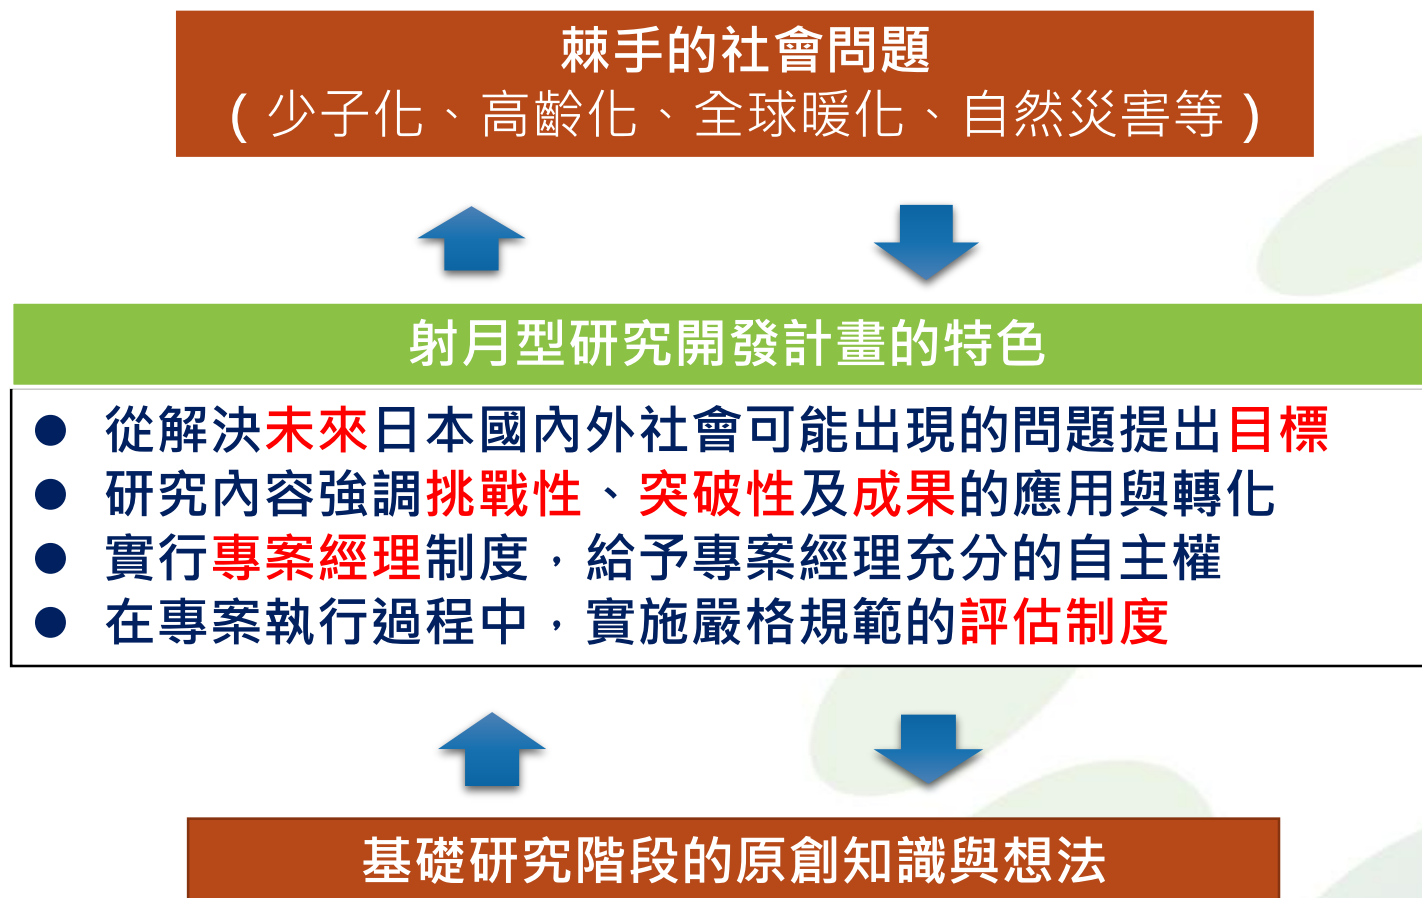 棘手的社會問題
（少子化、高齡化、全球暖化、自然災害等）
射月型研究開發計畫的特色
● 從解決未來日本國內外社會可能出現的問題提出目標
● 研究內容強調挑戰性、突破性及成果的應用與轉化
● 實行專案經理制度，給予專案經理充分的自主權
● 在專案執行過程中，實施嚴格規範的評估制度
基礎研究階段的原創知識與想法